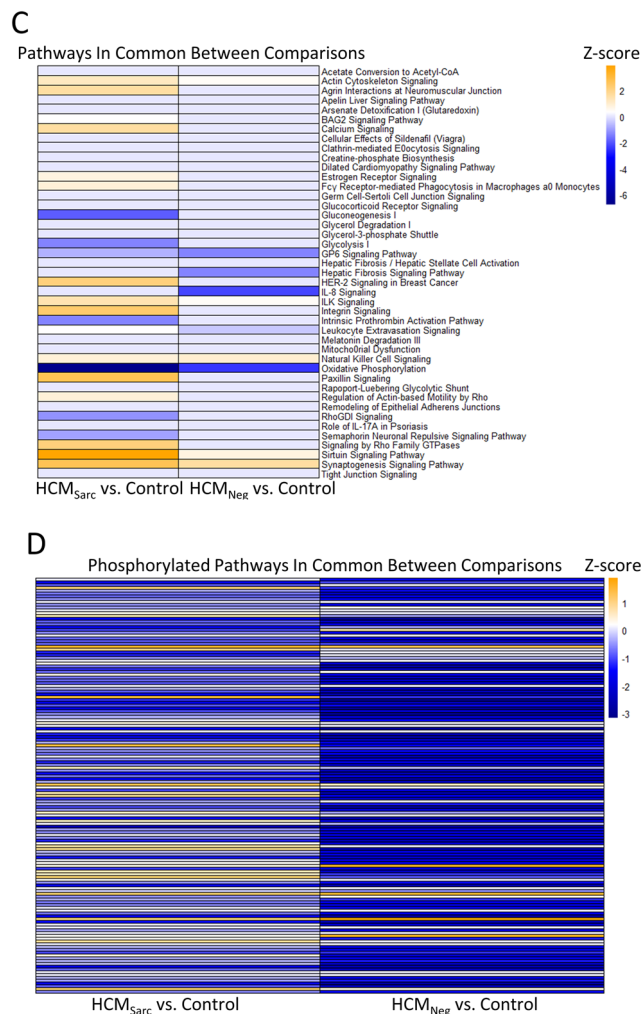 C
Pathways In Common Between Comparisons
Z-score
Acetate Conversion to Acetyl-CoA
Actin Cytoskeleton Signaling
Agrin Interactions at Neuromuscular Junction
Apelin Liver Signaling Pathway
Arsenate Detoxification I (Glutaredoxin)
BAG2 Signaling Pathway
Calcium Signaling
Cellular Effects of Sildenafil (Viagra)
Clathrin-mediated E0ocytosis Signaling
Creatine-phosphate Biosynthesis
Dilated Cardiomyopathy Signaling Pathway
Estrogen Receptor Signaling
Fcγ Receptor-mediated Phagocytosis in Macrophages a0 Monocytes
Germ Cell-Sertoli Cell Junction Signaling
Glucocorticoid Receptor Signaling
Gluconeogenesis I
Glycerol Degradation I
Glycerol-3-phosphate Shuttle
Glycolysis I
GP6 Signaling Pathway
Hepatic Fibrosis / Hepatic Stellate Cell Activation
Hepatic Fibrosis Signaling Pathway
HER-2 Signaling in Breast Cancer
IL-8 Signaling
ILK Signaling
Integrin Signaling
Intrinsic Prothrombin Activation Pathway
Leukocyte Extravasation Signaling
Melatonin Degradation III
Mitocho0rial Dysfunction
Natural Killer Cell Signaling
Oxidative Phosphorylation
Paxillin Signaling
Rapoport-Luebering Glycolytic Shunt
Regulation of Actin-based Motility by Rho
Remodeling of Epithelial Adherens Junctions
RhoGDI Signaling
Role of IL-17A in Psoriasis
Semaphorin Neuronal Repulsive Signaling Pathway
Signaling by Rho Family GTPases
Sirtuin Signaling Pathway
Synaptogenesis Signaling Pathway
Tight Junction Signaling
2
0
-2
-4
-6
HCMSarc vs. Control HCMNeg vs. Control
D
Phosphorylated Pathways In Common Between Comparisons
Z-score
1
0
-1
-2
-3
HCMSarc vs. Control
HCMNeg vs. Control